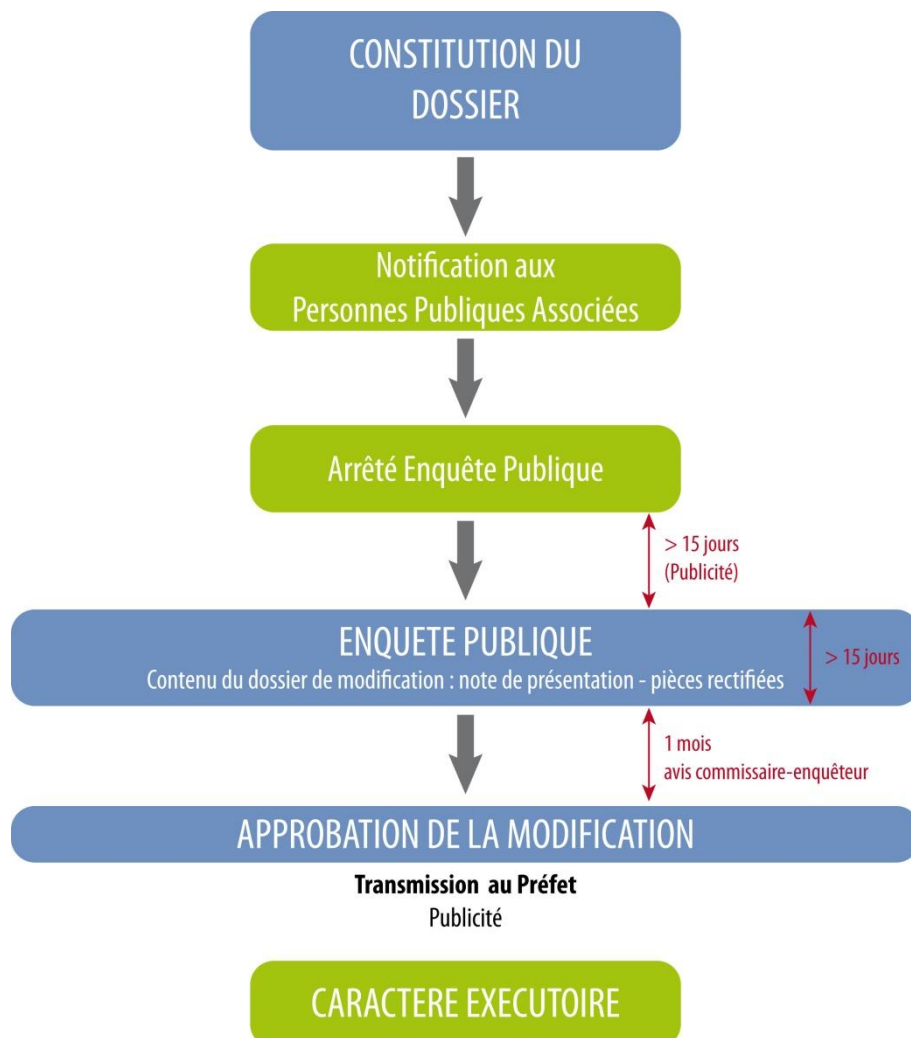 CONSTITUTION DU
DOSSIER
Notification aux
Personnes Publiques Associées
Arrêté Enquête Publique
> 15 jours
(Publicité)
ENQUETE PUBLIQUE
Contenu du dossier de modification : note de présentation - pièces rectifiées
> 15 jours
1 mois
avis commissaire-enquêteur
APPROBATION DE LA MODIFICATION
Transmission au Préfet
Publicité
CARACTERE EXECUTOIRE